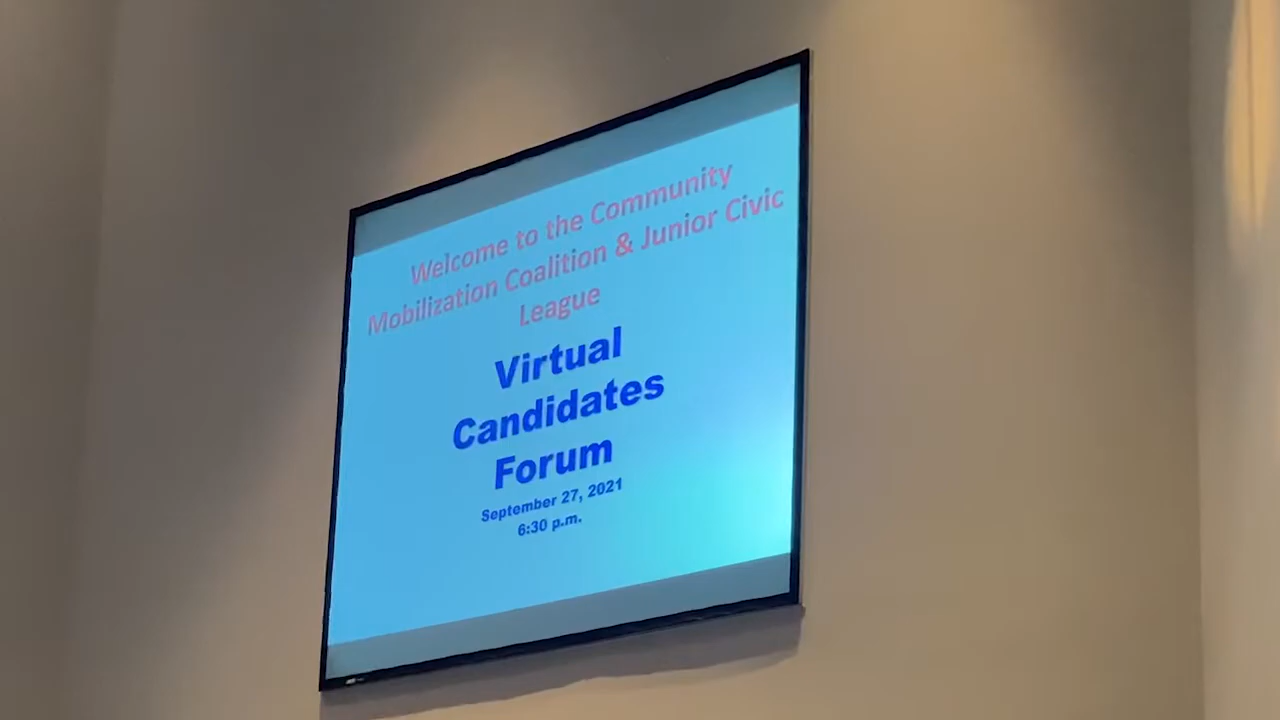 Welcome to the Community
Mobilization Coalition & Junior Civic
League
Virtual
Candidates
Forum
September 27, 2021
6:30 p.m.